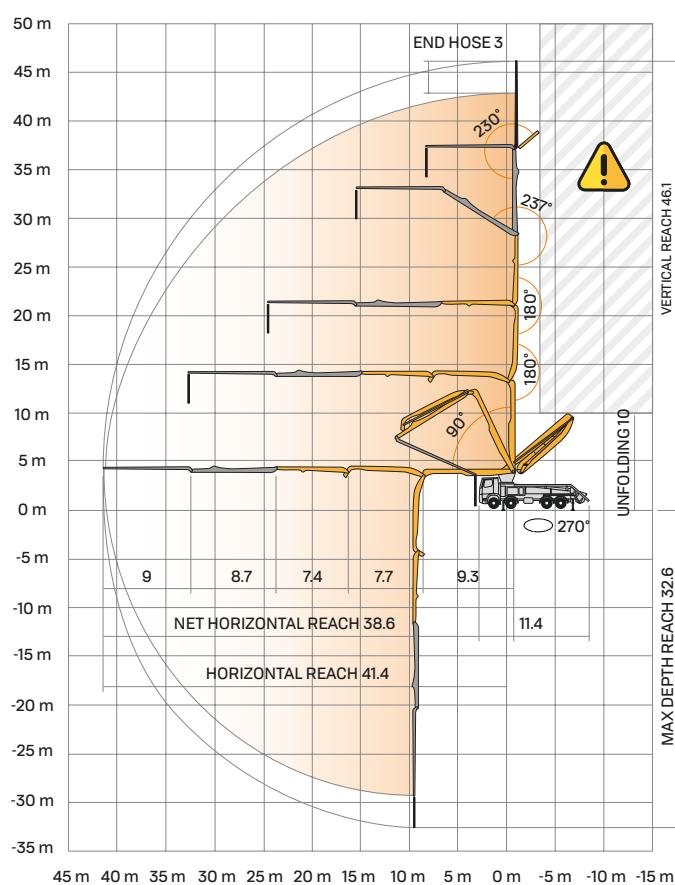 50 m
45 m
40 m
35 m
30 m
25 m
20 m
15 m
10 m
5 m
0 m
-5 m
-10 m
-15 m
-20 m
-25 m
-30 m
-35 m
END HOSE 3
230°
237°
180°
180°
90°
VERTICAL REACH 46.1
UNFOLDING 10
270°
9 8.7 7.4 7.7 9.3
NET HORIZONTAL REACH 38.6 11.4
HORIZONTAL REACH 41.4
MAX DEPTH REACH 32.6
45 m 40 m 35 m 30 m 25 m 20 m 15 m 10 m 5 m 0 m -5 m -10 m -15 m